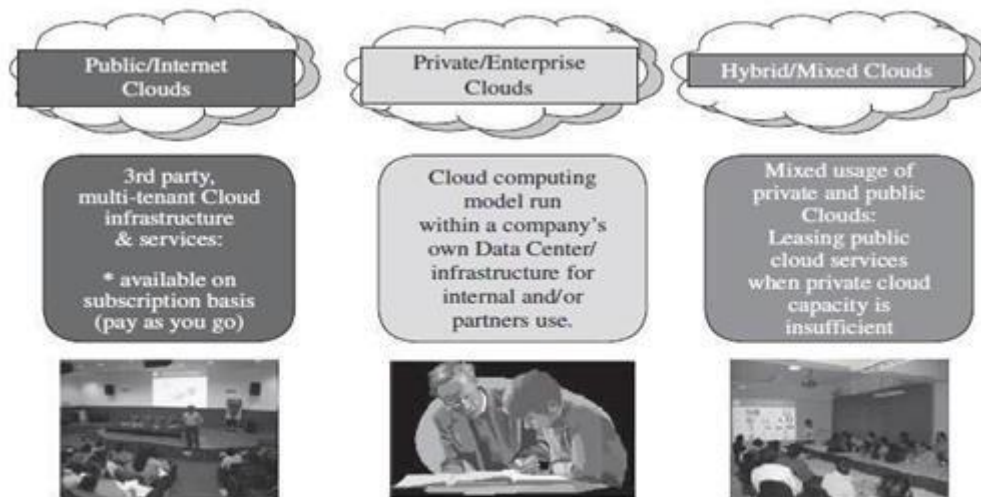 Public/Internet
Clouds
Private/Enterprise
Clouds
Hybrid/Mixed Clouds
3rd party,
multi-tenant Cloud
infrastructure
& services:
* available on
subscription basis
(pay as you go)
Cloud computing
model run
within a company's
own Data Center/
infrastructure for
internal and/or
partners use.
Mixed usage of
private and public
Clouds:
Leasing public
cloud services
when private cloud
capacity is
insufficient